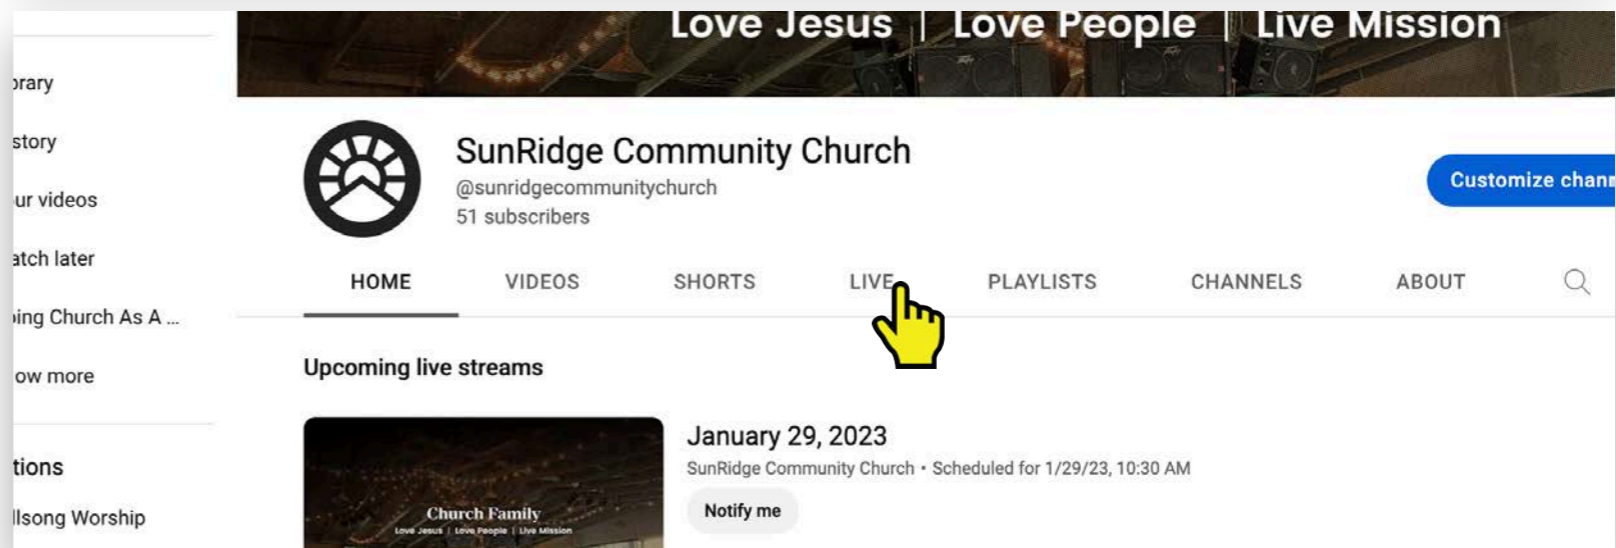 Love Jesus | Love People | Live Mission
brary
story
ur videos
atch later
ing Church As A ...
ow more
tions
llsong Worship
SunRidge Community Church
@sunridgecommunitychurch
51 subscribers
Customize chann
HOME VIDEOS SHORTS LIVE PLAYLISTS CHANNELS ABOUT
Upcoming live streams
Church Family
Love Jesus | Love People | Live Mission
January 29, 2023
SunRidge Community Church • Scheduled for 1/29/23, 10:30 AM
Notify me